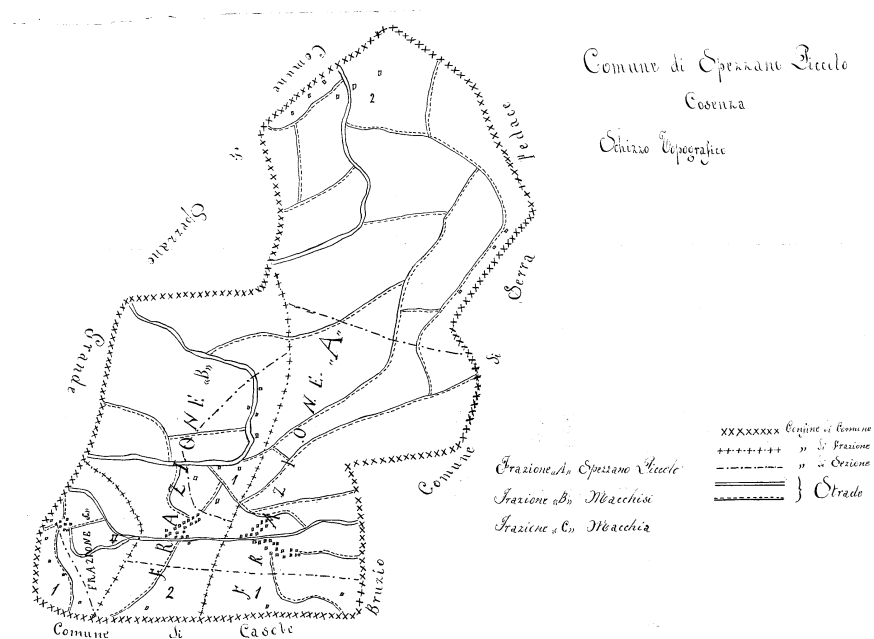 Comune di Spezzano Piccolo
Cosenza
Schizzo Topografico
Comune di Spezzano Grande
Comune di Serra Pedace
Comune di Casole Bruzio
FRAZIONE "A"
FRAZIONE "B"
FRAZIONE
2
1
1
2
1
Frazione "A" Spezzano Piccolo
Frazione "B" Macchisi
Frazione "C" Macchia
Confine di Comune
" di Frazione
" di Sezione
Strade